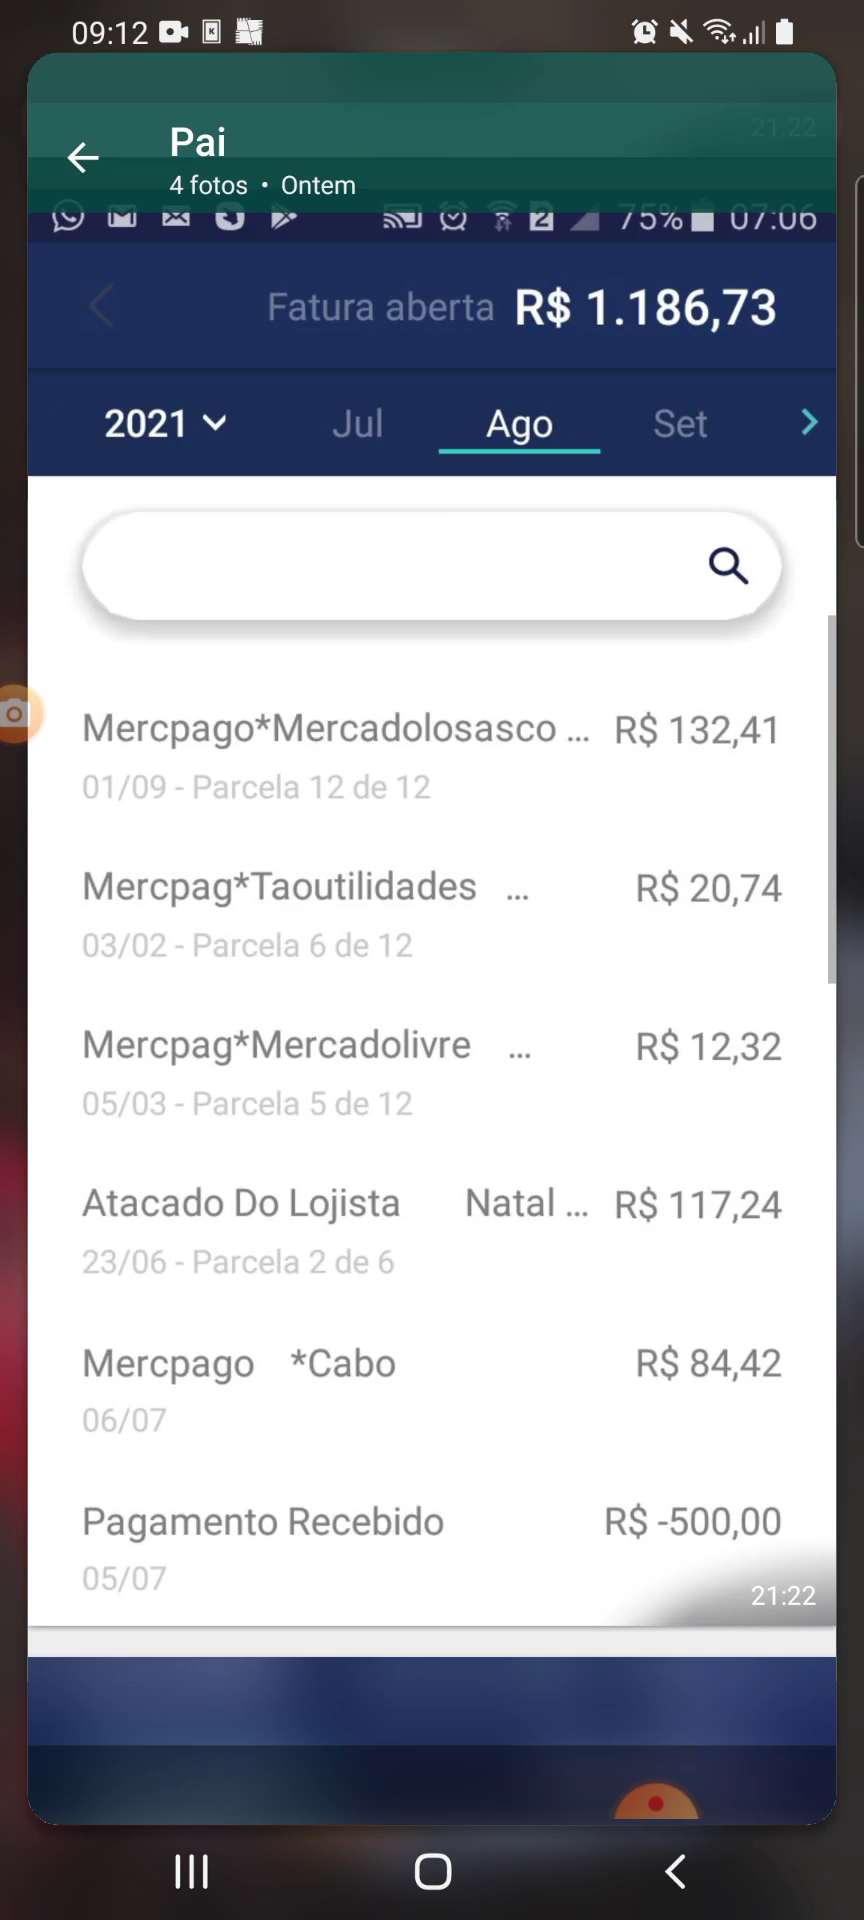 09:12
21:22
Pai
4 fotos • Ontem
2 75% 07:06
Fatura aberta R$ 1.186,73
2021 Jul Ago Set
Mercpago*Mercadolosasco ... R$ 132,41
01/09 - Parcela 12 de 12
Mercpag*Taoutilidades ... R$ 20,74
03/02 - Parcela 6 de 12
Mercpag*Mercadolivre ... R$ 12,32
05/03 - Parcela 5 de 12
Atacado Do Lojista Natal ... R$ 117,24
23/06 - Parcela 2 de 6
Mercpago *Cabo R$ 84,42
06/07
Pagamento Recebido R$ -500,00
05/07
21:22